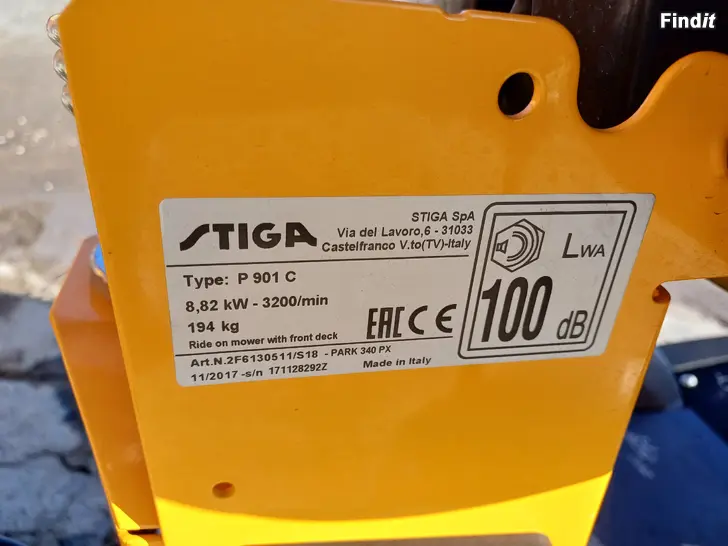 Findit
STIGA
STIGA SpA
Via del Lavoro,6 - 31033
Castelfranco V.to(TV)-Italy
Type: P 901 C
8,82 kW - 3200/min
194 kg
Ride on mower with front deck
Art.N.2F6130511/S18 - PARK 340 PX
11/2017 -s/n 171128292Z
Made in Italy
EAC CE
LWA
100 dB